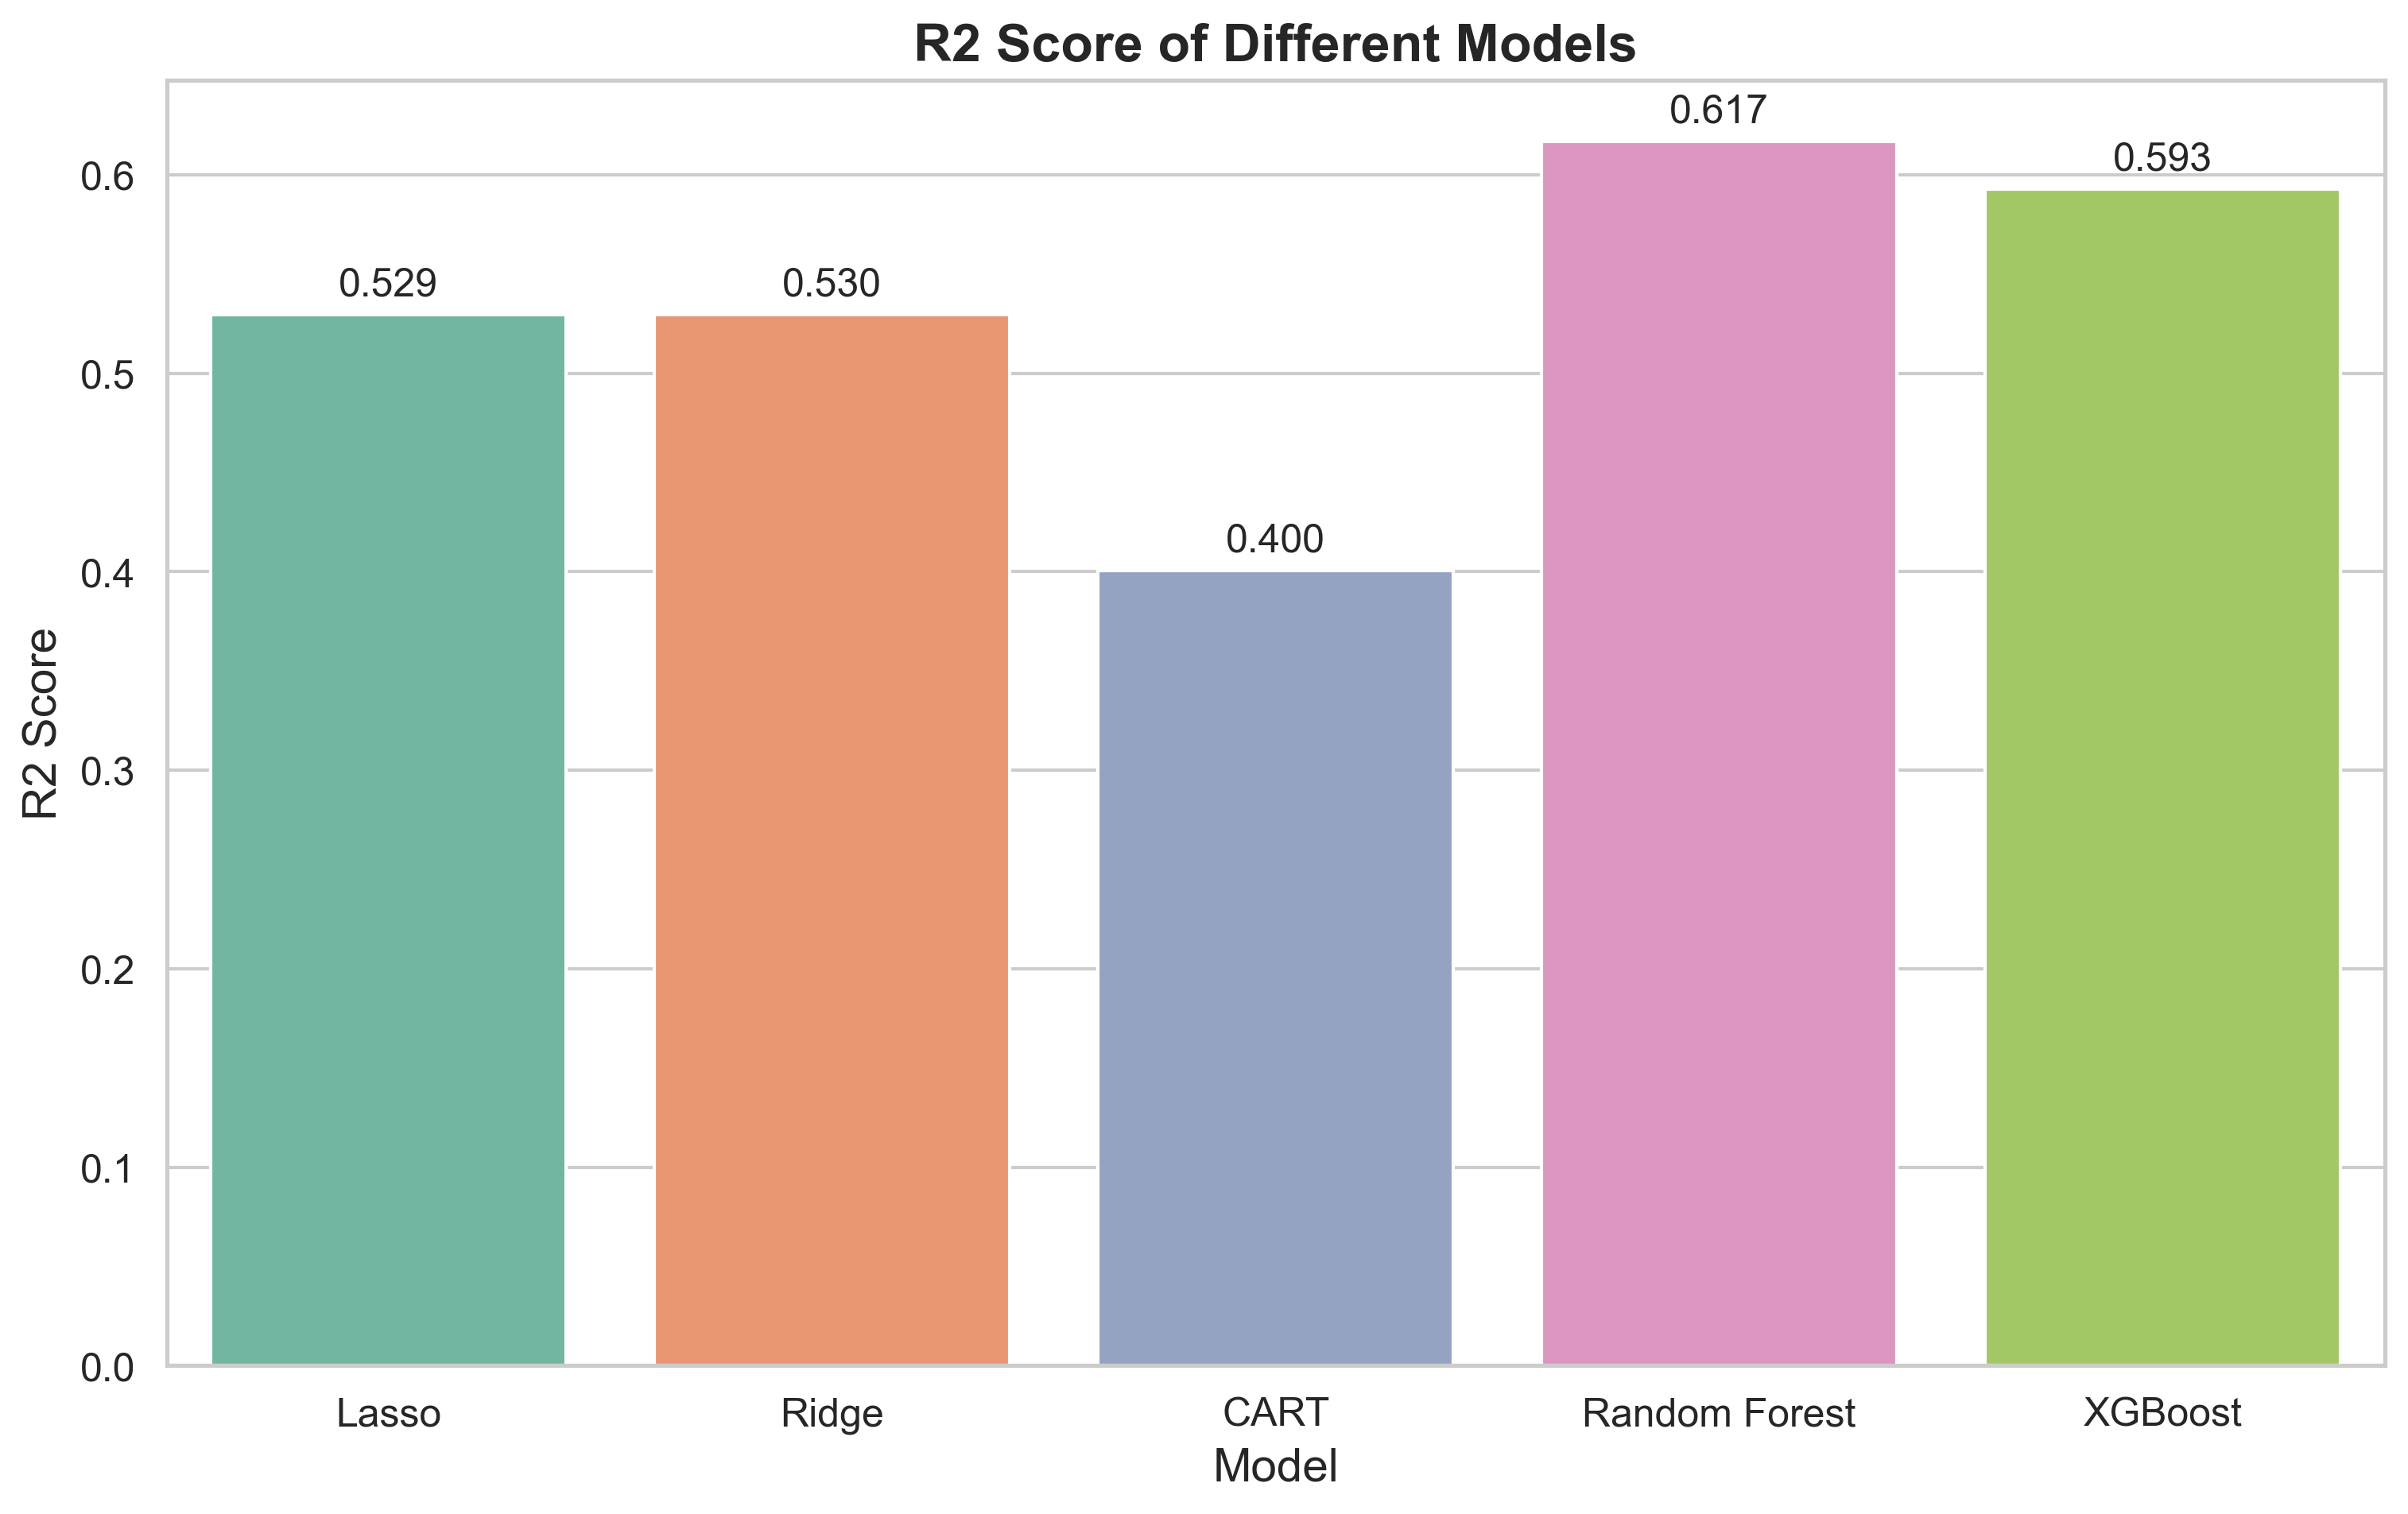 R2 Score of Different Models
0.617
0.593
0.6
0.529
0.530
0.5
0.400
0.4
R2 Score
0.3
0.2
0.1
0.0
Lasso
Ridge
CART
Random Forest
XGBoost
Model